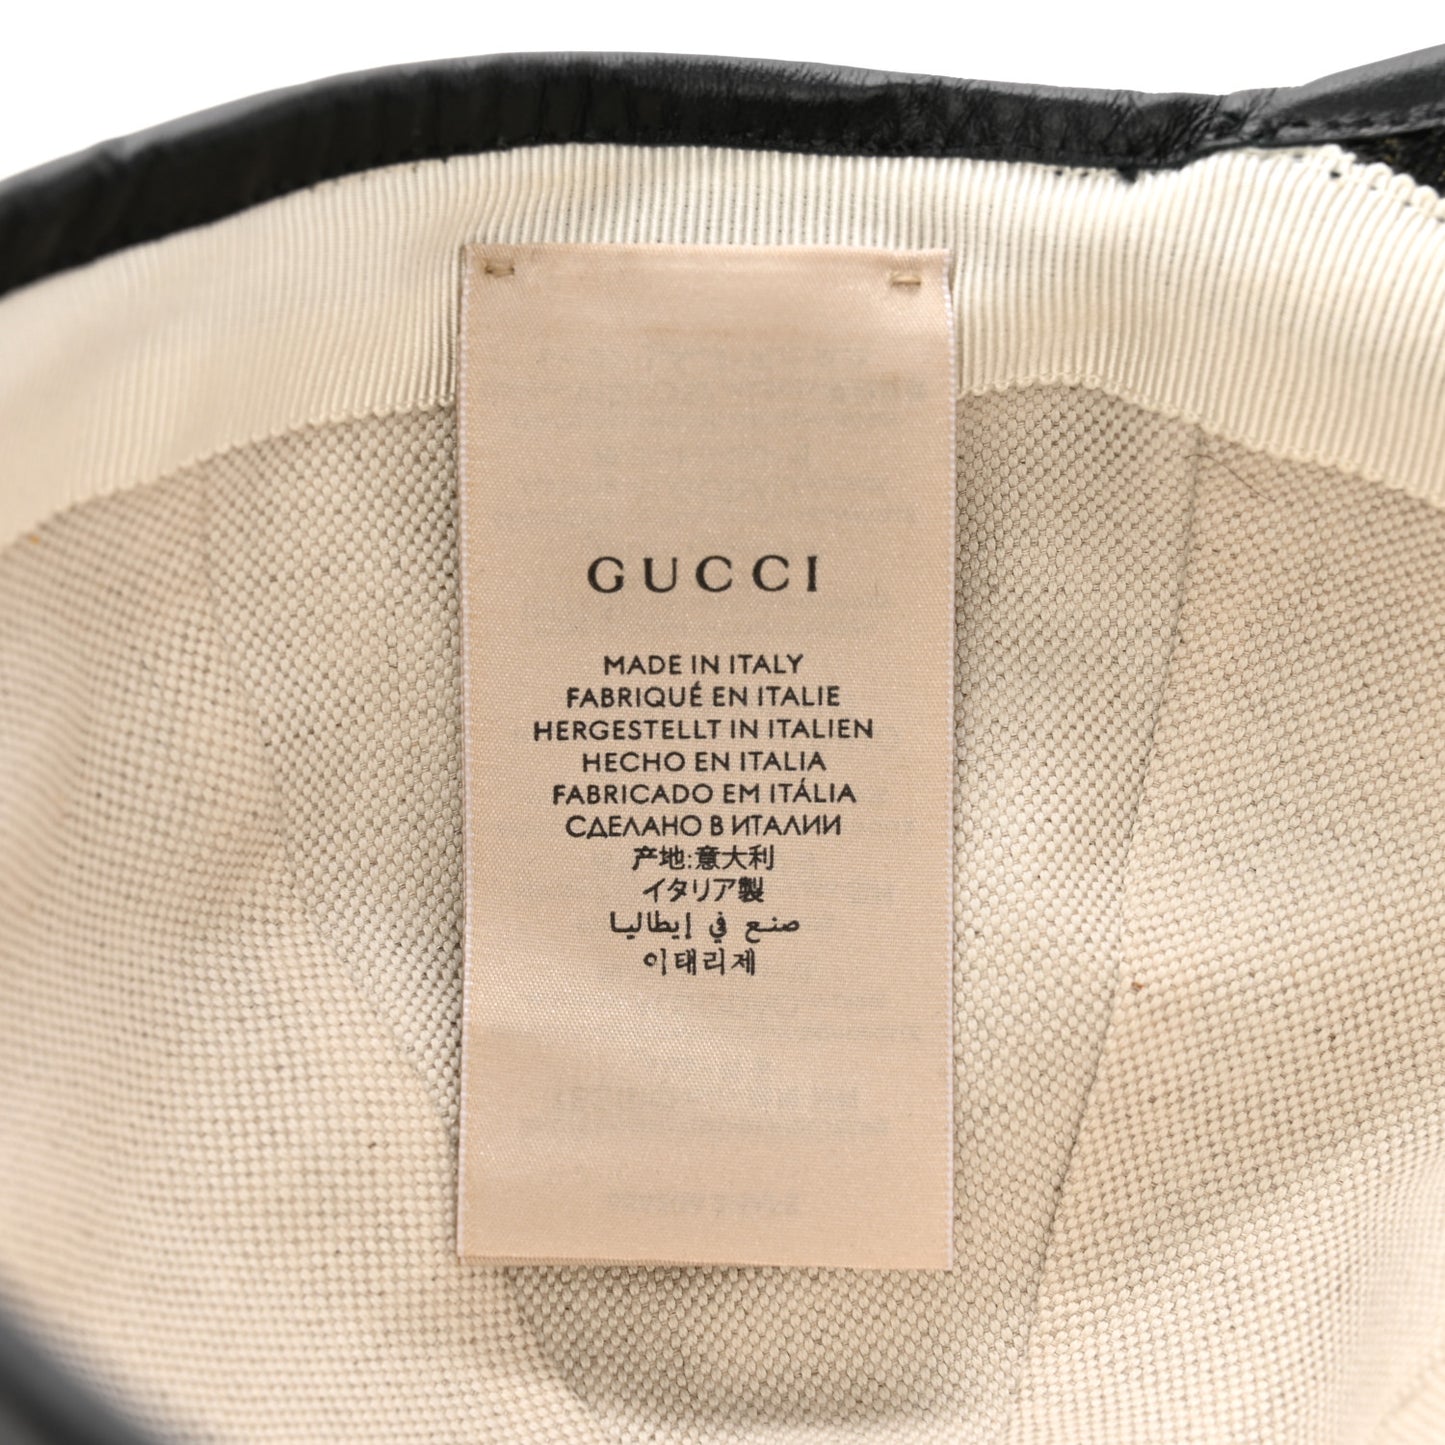 GUCCI
MADE IN ITALY
FABRIQUÉ EN ITALIE
HERGESTELLT IN ITALIEN
HECHO EN ITALIA
FABRICADO EM ITÁLIA
СДЕЛАНО В ИТАЛИИ
产地:意大利
イタリア製
صنع في إيطاليا
이태리제